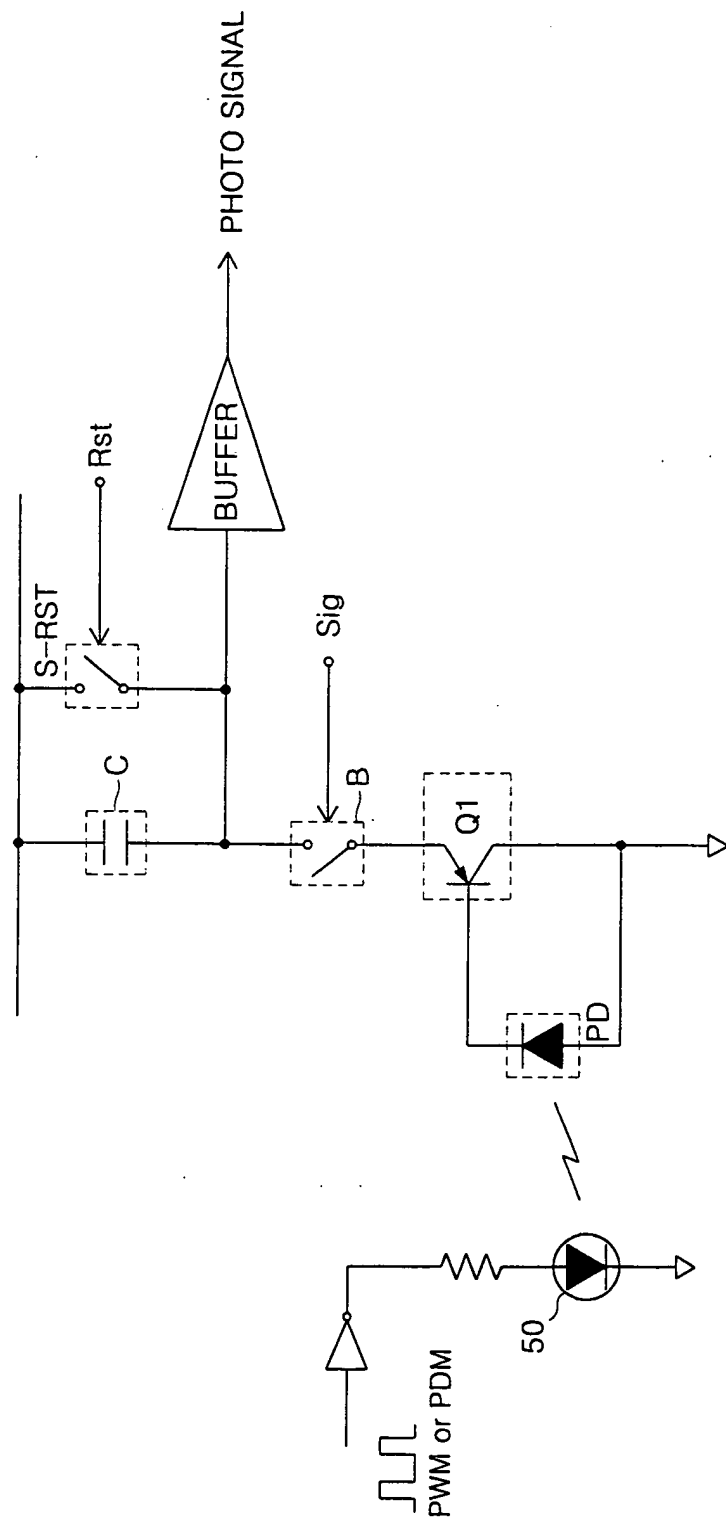 S-RST
Rst
C
BUFFER
PHOTO SIGNAL
Sig
B
Q1
PD
50
PWM or PDM